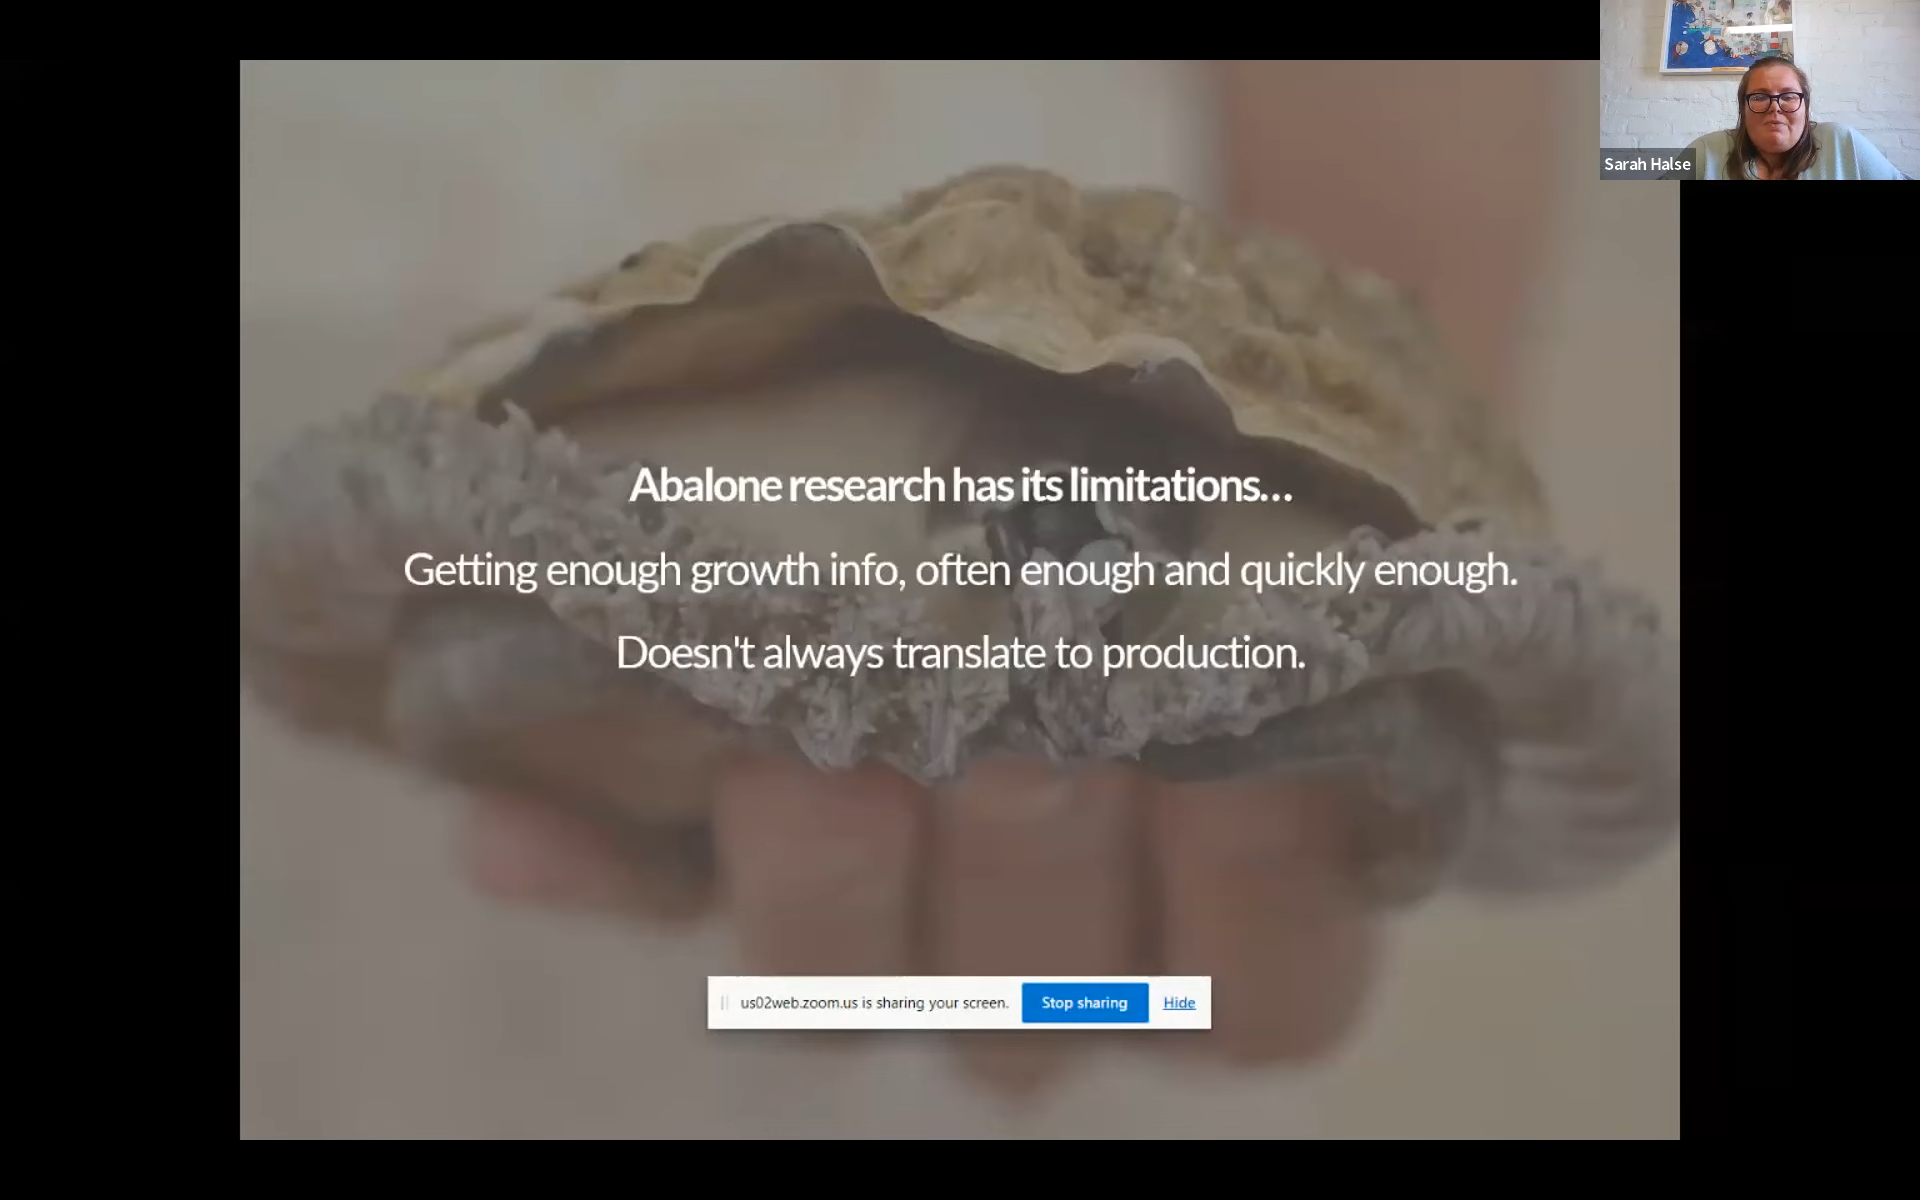 Sarah Halse
Abalone research has its limitations...
Getting enough growth info, often enough and quickly enough.
Doesn't always translate to production.
us02web.zoom.us is sharing your screen. Stop sharing Hide